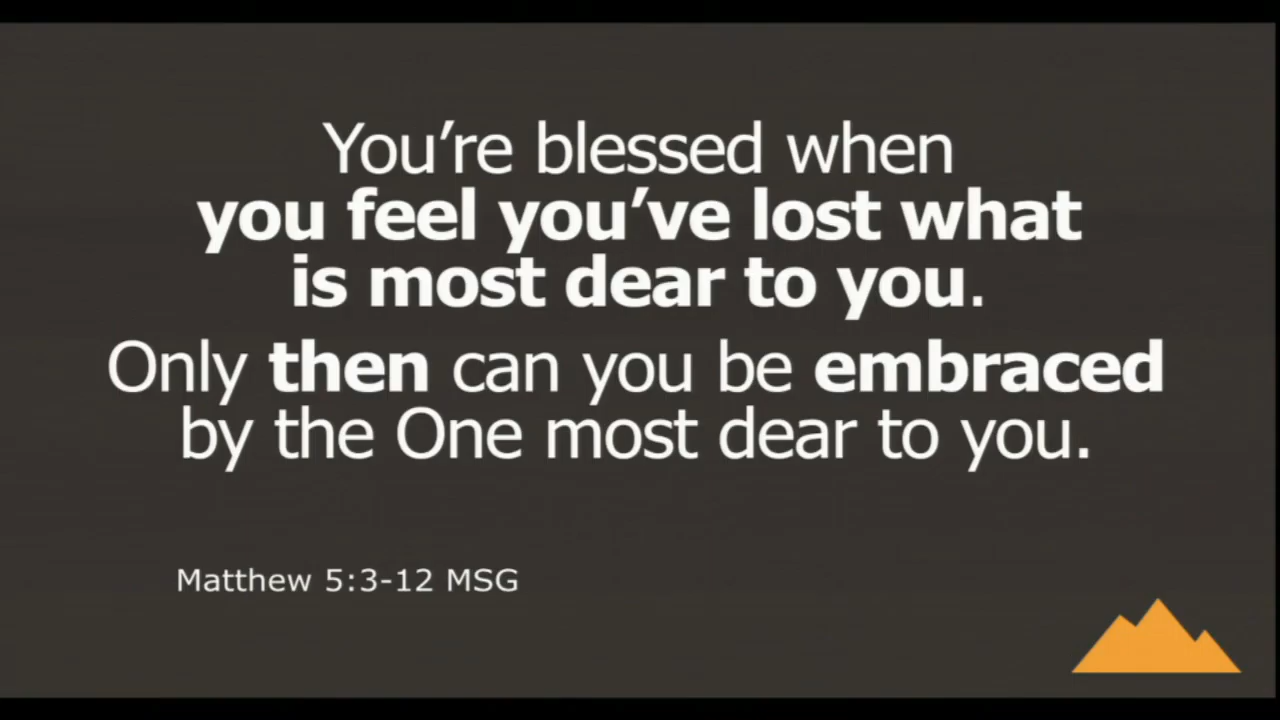 You’re blessed when
you feel you’ve lost what
is most dear to you.
Only then can you be embraced
by the One most dear to you.
Matthew 5:3-12 MSG